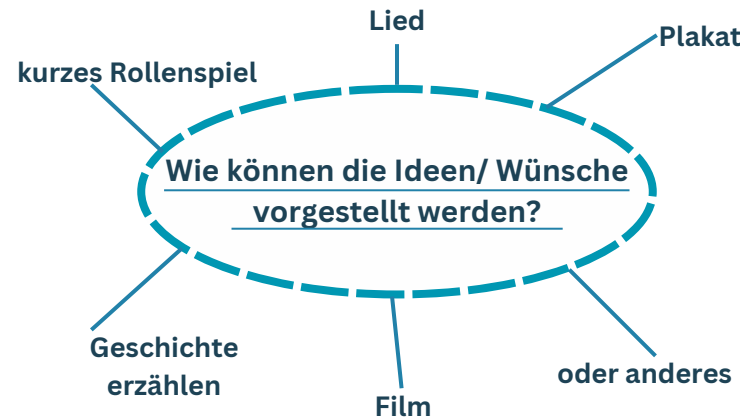 Lied
Plakat
kurzes Rollenspiel
Wie können die Ideen/ Wünsche
vorgestellt werden?
Geschichte
erzählen
oder anderes
Film